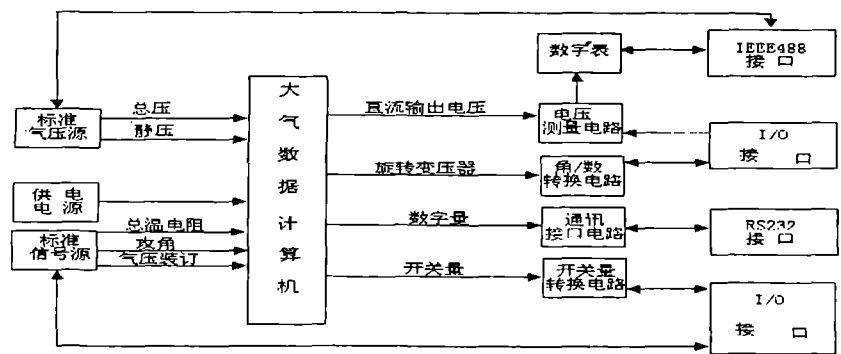 标准
气压源
供电
电源
标准
信号源
总压
静压
总温电阻
攻角
气压装订
大
气
数
据
计
算
机
直流输出电压
旋转变压器
数字量
开关量
数字表
电压
测量电路
角/数
转换电路
通讯
接口电路
开关量
转换电路
IEEE488
接 口
I/O
接 口
RS232
接 口
I/O
接 口